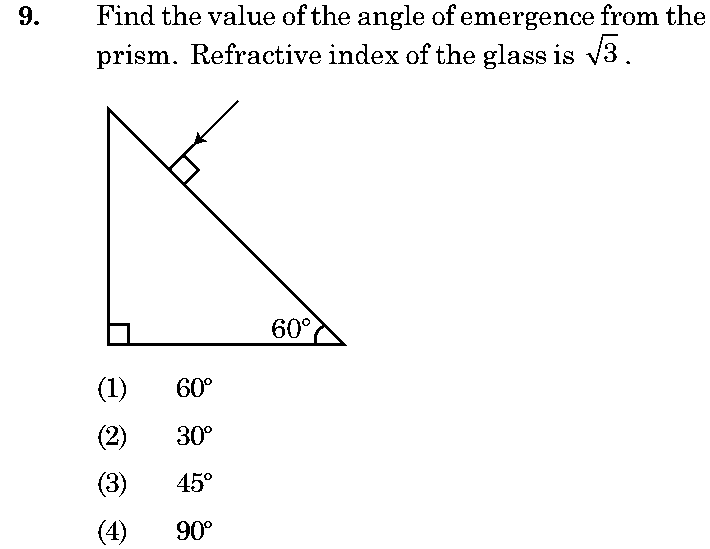 9. Find the value of the angle of emergence from the
prism. Refractive index of the glass is √3 .
60°
(1) 60°
(2) 30°
(3) 45°
(4) 90°